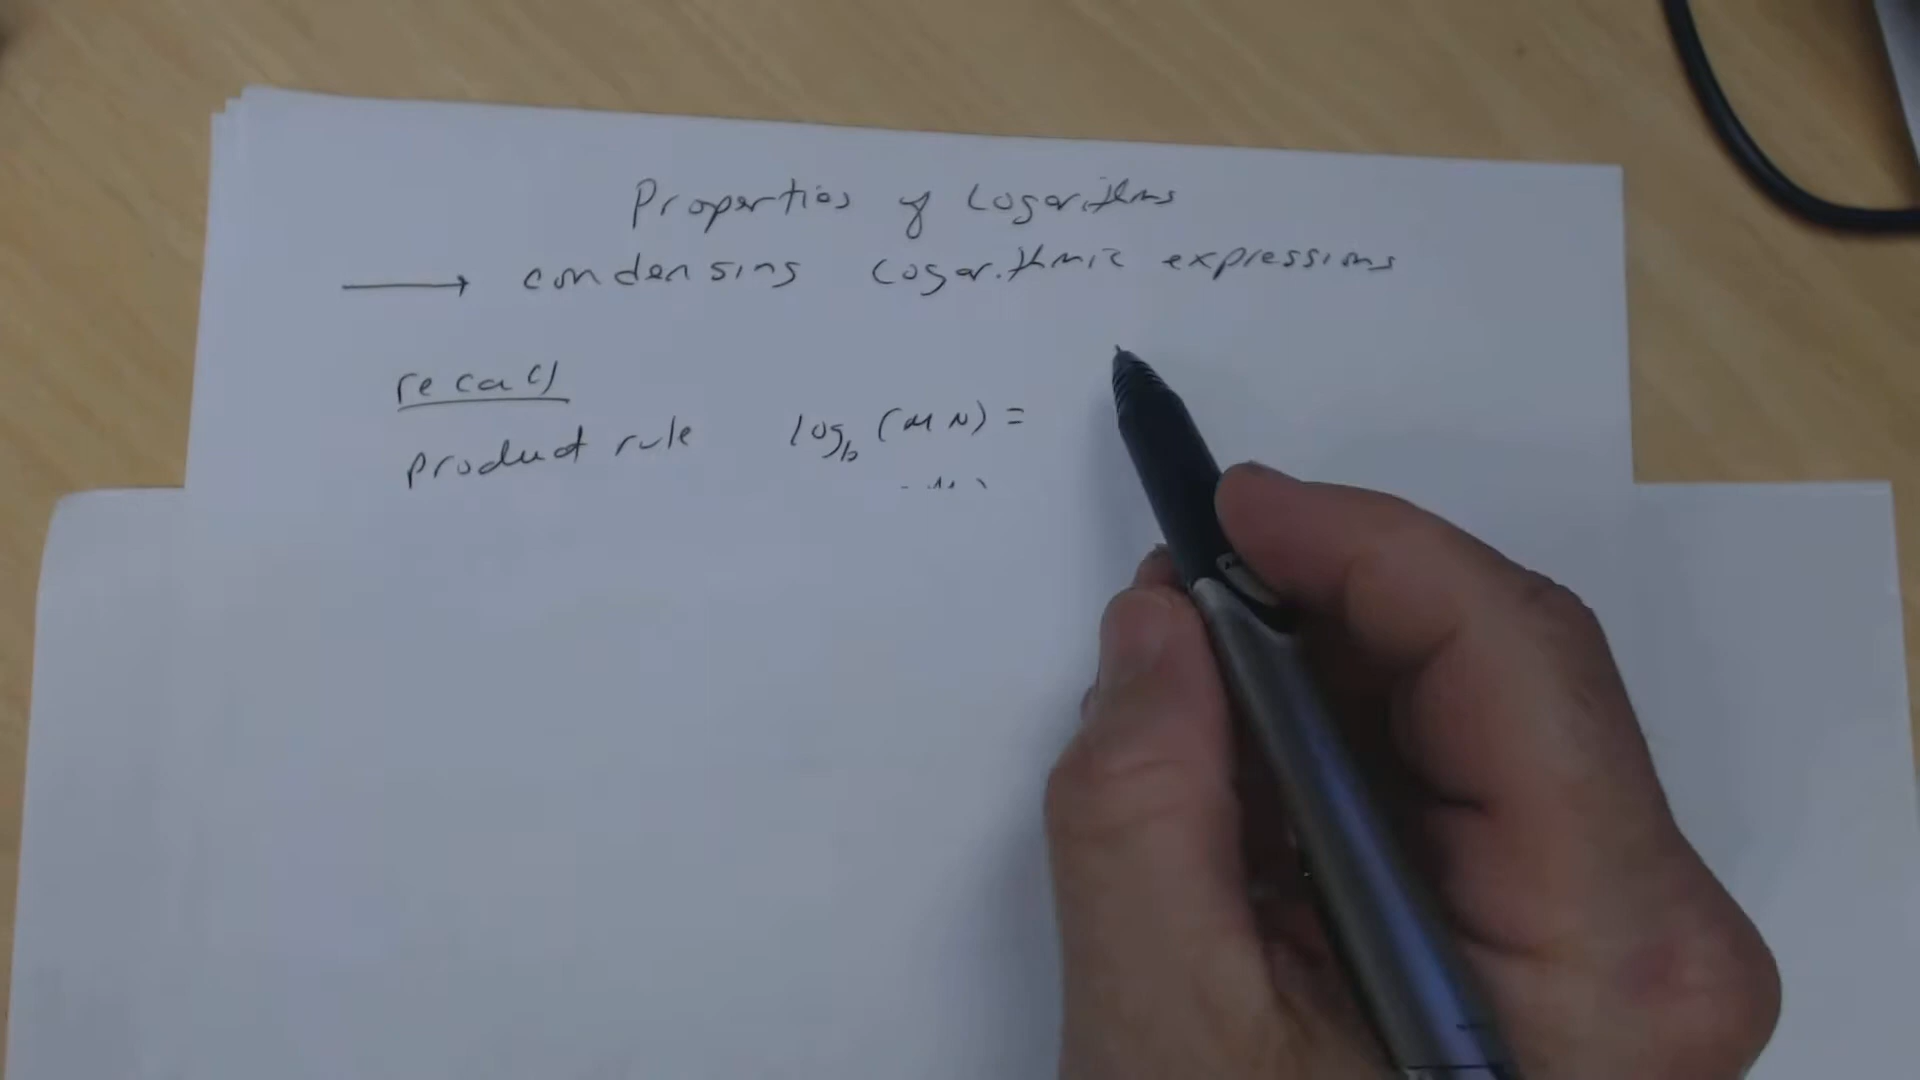 Properties of Logarithms
→ condensing logarithmic expressions
recall
product rule log_b (MN) =